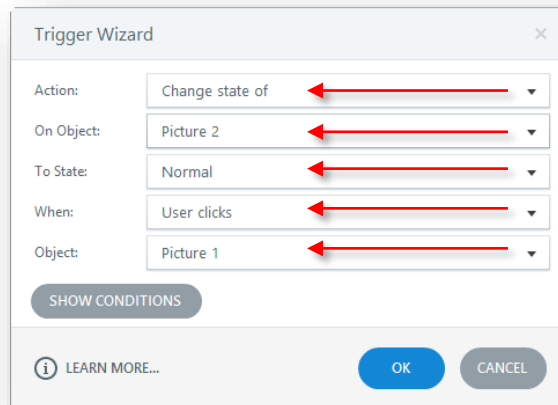 Trigger Wizard
Action: Change state of
On Object: Picture 2
To State: Normal
When: User clicks
Object: Picture 1
SHOW CONDITIONS
LEARN MORE... OK CANCEL